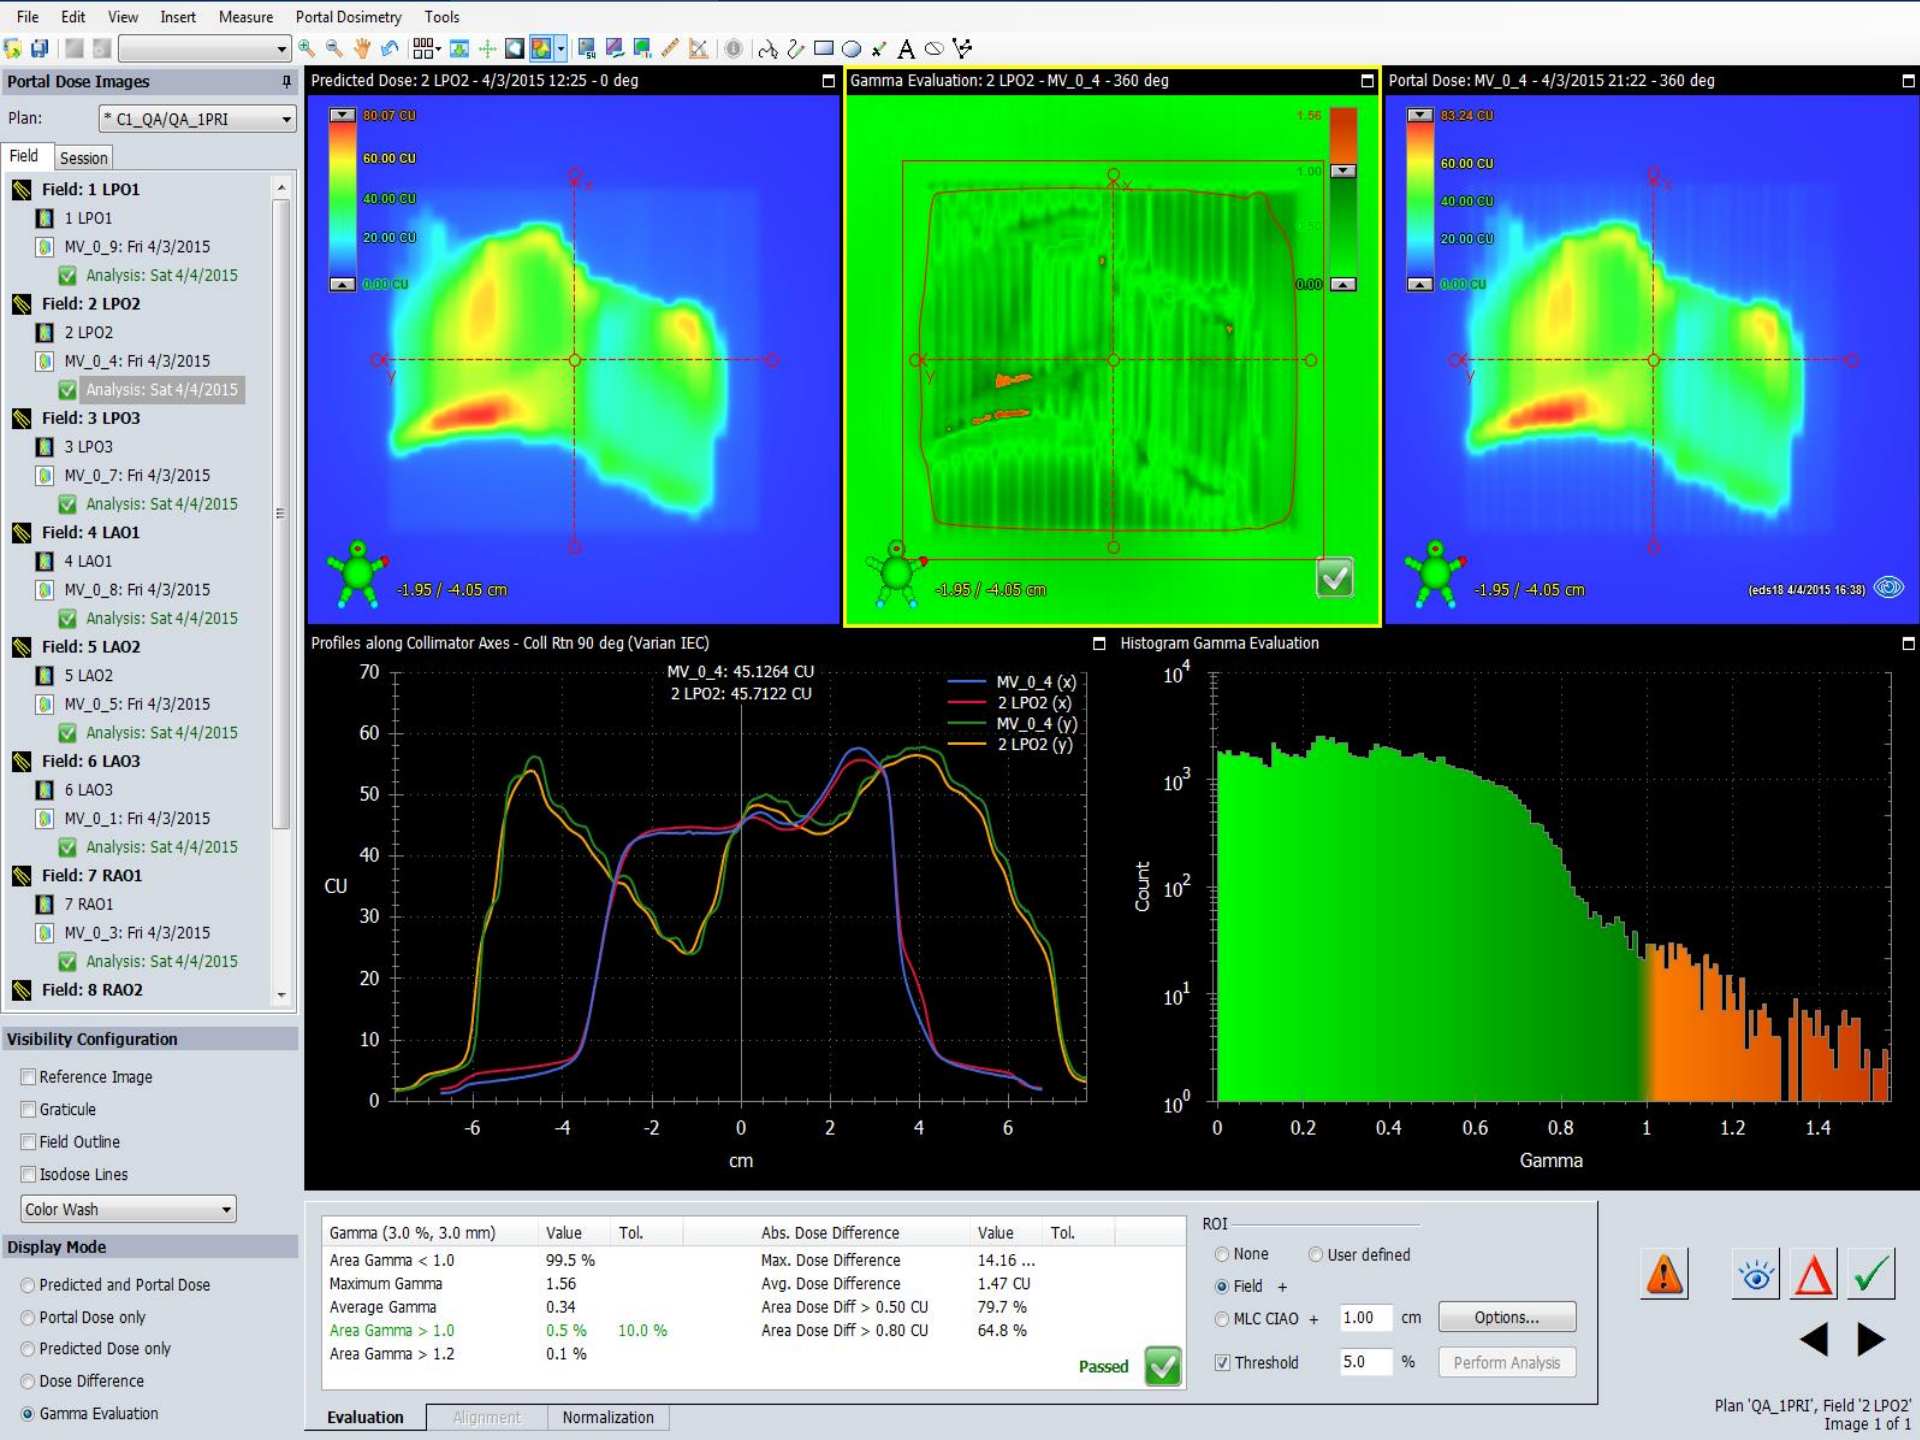 File Edit View Insert Measure Portal Dosimetry Tools
Portal Dose Images
Plan: * C1_QA/QA_1PRI
Field Session
Field: 1 LPO1
1 LPO1
MV_0_9: Fri 4/3/2015
Analysis: Sat 4/4/2015
Field: 2 LPO2
2 LPO2
MV_0_4: Fri 4/3/2015
Analysis: Sat 4/4/2015
Field: 3 LPO3
3 LPO3
MV_0_7: Fri 4/3/2015
Analysis: Sat 4/4/2015
Field: 4 LAO1
4 LAO1
MV_0_8: Fri 4/3/2015
Analysis: Sat 4/4/2015
Field: 5 LAO2
5 LAO2
MV_0_5: Fri 4/3/2015
Analysis: Sat 4/4/2015
Field: 6 LAO3
6 LAO3
MV_0_1: Fri 4/3/2015
Analysis: Sat 4/4/2015
Field: 7 RAO1
7 RAO1
MV_0_3: Fri 4/3/2015
Analysis: Sat 4/4/2015
Field: 8 RAO2
Visibility Configuration
Reference Image
Graticule
Field Outline
Isodose Lines
Color Wash
Display Mode
Predicted and Portal Dose
Portal Dose only
Predicted Dose only
Dose Difference
Gamma Evaluation
Predicted Dose: 2 LPO2 - 4/3/2015 12:25 - 0 deg
80.07 CU
60.00 CU
40.00 CU
20.00 CU
0.00 CU
X
Y
-1.95 / -4.05 cm
Gamma Evaluation: 2 LPO2 - MV_0_4 - 360 deg
1.56
1.00
0.50
0.00
X
Y
-1.95 / -4.05 cm
Portal Dose: MV_0_4 - 4/3/2015 21:22 - 360 deg
83.24 CU
60.00 CU
40.00 CU
20.00 CU
0.00 CU
X
Y
-1.95 / -4.05 cm
(eds18 4/4/2015 16:38)
Profiles along Collimator Axes - Coll Rtn 90 deg (Varian IEC)
MV_0_4: 45.1264 CU
2 LPO2: 45.7122 CU
MV_0_4 (x)
2 LPO2 (x)
MV_0_4 (y)
2 LPO2 (y)
70
60
50
40
CU
30
20
10
0
-6 -4 -2 0 2 4 6
cm
Histogram Gamma Evaluation
10^4
10^3
10^2
10^1
10^0
Count
0 0.2 0.4 0.6 0.8 1 1.2 1.4
Gamma
Gamma (3.0 %, 3.0 mm) Value Tol. Abs. Dose Difference Value Tol.
Area Gamma < 1.0 99.5 % Max. Dose Difference 14.16 ...
Maximum Gamma 1.56 Avg. Dose Difference 1.47 CU
Average Gamma 0.34 Area Dose Diff > 0.50 CU 79.7 %
Area Gamma > 1.0 0.5 % 10.0 % Area Dose Diff > 0.80 CU 64.8 %
Area Gamma > 1.2 0.1 %
Passed
Evaluation Alignment Normalization
ROI
None User defined
Field +
MLC CIAO + 1.00 cm Options...
Threshold 5.0 % Perform Analysis
Plan 'QA_1PRI', Field '2 LPO2'
Image 1 of 1